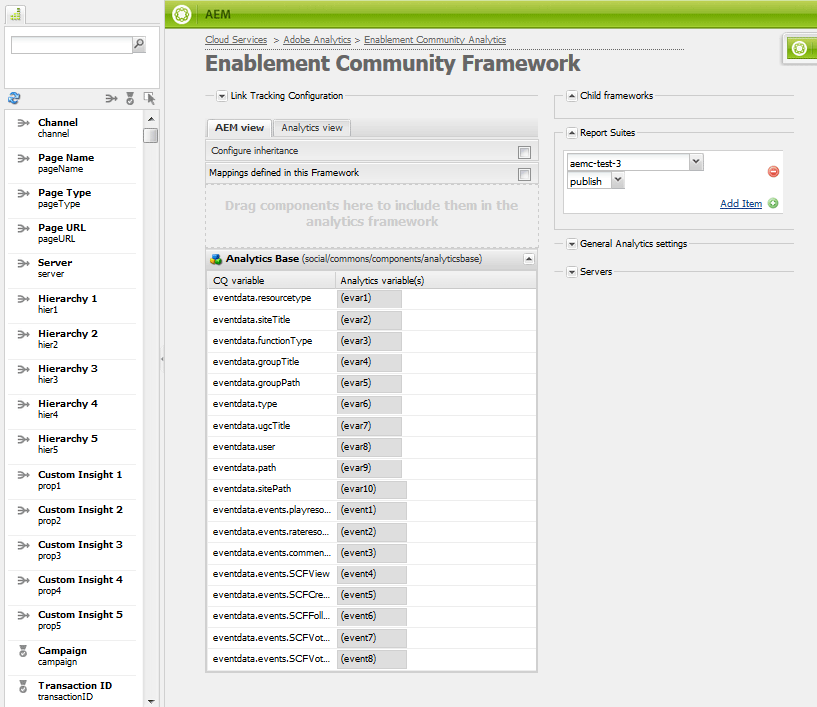 AEM
Cloud Services > Adobe Analytics > Enablement Community Analytics
Enablement Community Framework
Link Tracking Configuration
AEM view
Analytics view
Configure inheritance
Mappings defined in this Framework
Drag components here to include them in the
analytics framework
Analytics Base (social/commons/components/analyticsbase)
CQ variable Analytics variable(s)
eventdata.resourcetype (evar1)
eventdata.siteTitle (evar2)
eventdata.functionType (evar3)
eventdata.groupTitle (evar4)
eventdata.groupPath (evar5)
eventdata.type (evar6)
eventdata.ugcTitle (evar7)
eventdata.user (evar8)
eventdata.path (evar9)
eventdata.sitePath (evar10)
eventdata.events.playreso... (event1)
eventdata.events.ratereso... (event2)
eventdata.events.commen... (event3)
eventdata.events.SCFView (event4)
eventdata.events.SCFCre... (event5)
eventdata.events.SCFFoll... (event6)
eventdata.events.SCFVot... (event7)
eventdata.events.SCFVot... (event8)
Child frameworks
Report Suites
aemc-test-3
publish
Add Item
General Analytics settings
Servers
Channel
channel
Page Name
pageName
Page Type
pageType
Page URL
pageURL
Server
server
Hierarchy 1
hier1
Hierarchy 2
hier2
Hierarchy 3
hier3
Hierarchy 4
hier4
Hierarchy 5
hier5
Custom Insight 1
prop1
Custom Insight 2
prop2
Custom Insight 3
prop3
Custom Insight 4
prop4
Custom Insight 5
prop5
Campaign
campaign
Transaction ID
transactionID